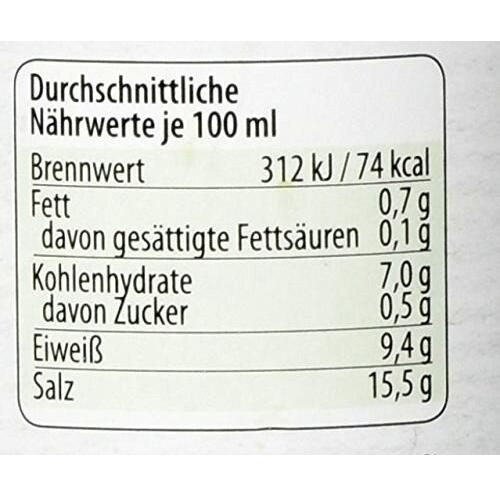 Durchschnittliche
Nährwerte je 100 ml
Brennwert 312 kJ / 74 kcal
Fett 0,7 g
davon gesättigte Fettsäuren 0,1 g
Kohlenhydrate 7,0 g
davon Zucker 0,5 g
Eiweiß 9,4 g
Salz 15,5 g